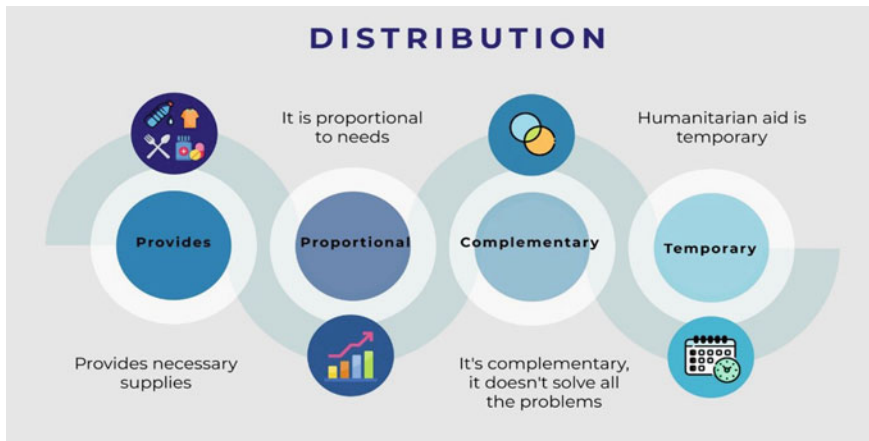 DISTRIBUTION
It is proportional
to needs
Humanitarian aid is
temporary
Provides
Proportional
Complementary
Temporary
Provides necessary
supplies
It's complementary,
it doesn't solve all
the problems